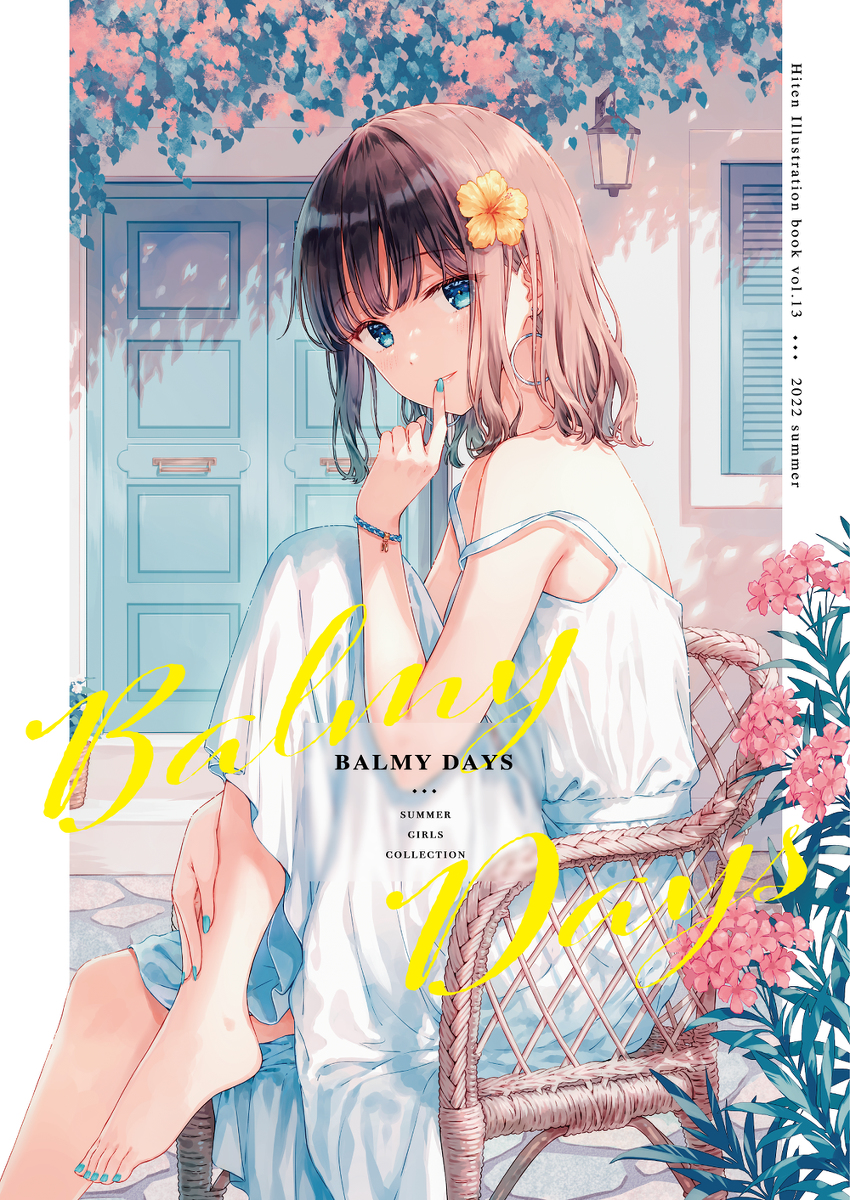 Hiten Illustration book vol.13 ••• 2022 summer
Balmy
BALMY DAYS
•••
SUMMER
GIRLS
COLLECTION
Days